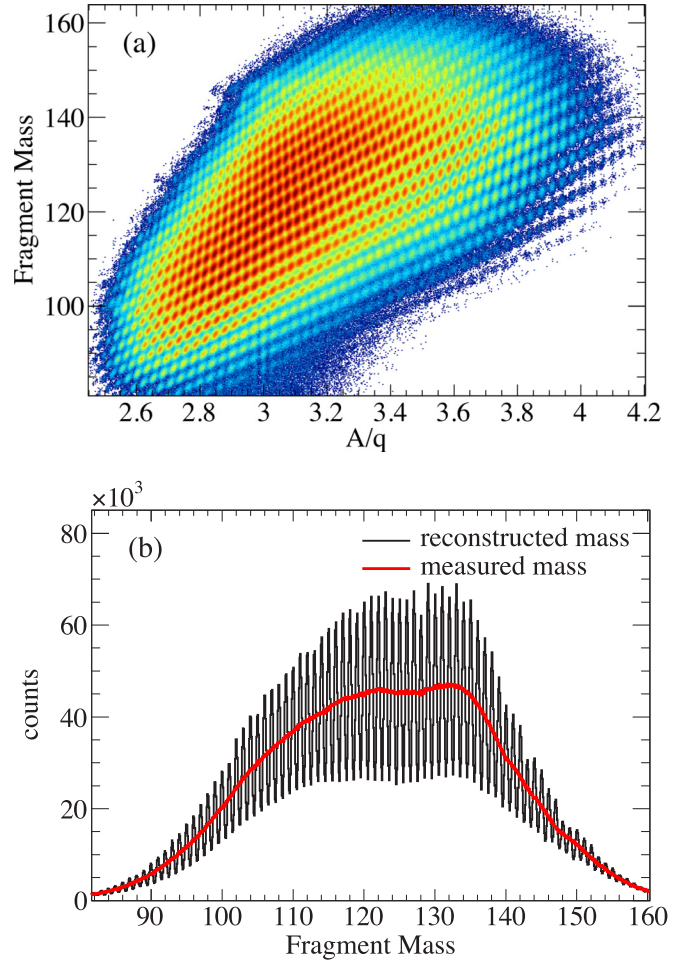 (a)
Fragment Mass
160
140
120
100
2.6 2.8 3 3.2 3.4 3.6 3.8 4 4.2
A/q
×10³
(b)
reconstructed mass
measured mass
counts
80
60
40
20
0
90 100 110 120 130 140 150 160
Fragment Mass